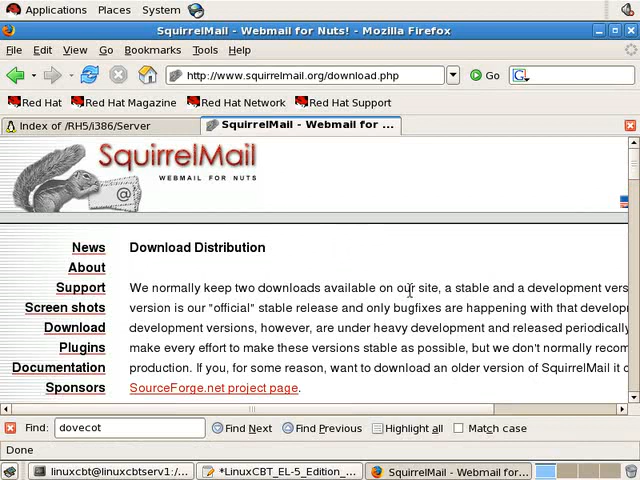 Applications Places System
SquirrelMail - Webmail for Nuts! - Mozilla Firefox
File Edit View Go Bookmarks Tools Help
http://www.squirrelmail.org/download.php Go G
Red Hat Red Hat Magazine Red Hat Network Red Hat Support
Index of /RH5/i386/Server SquirrelMail - Webmail for ...
SquirrelMail
WEBMAIL FOR NUTS
@
News Download Distribution
About
Support We normally keep two downloads available on our site, a stable and a development vers
Screen shots version is our "official" stable release and only bugfixes are happening with that develop
Download development versions, however, are under heavy development and released periodically
Plugins make every effort to make these versions stable as possible, but we don't normally recom
Documentation production. If you, for some reason, want to download an older version of SquirrelMail it c
Sponsors SourceForge.net project page.
Find: dovecot Find Next Find Previous Highlight all Match case
Done
linuxcbt@linuxcbtserv1:/... *LinuxCBT_EL-5_Edition_... SquirrelMail - Webmail for...